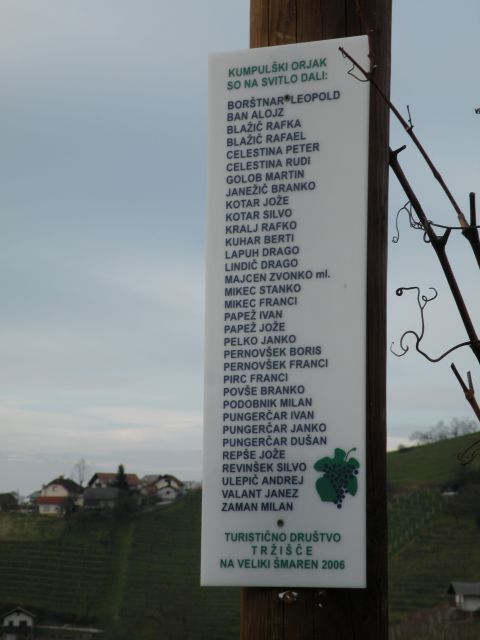 KUMPULŠKI ORJAK
SO NA SVITLO DALI:
BORŠTNAR LEOPOLD
BAN ALOJZ
BLAŽIČ RAFKA
BLAŽIČ RAFAEL
CELESTINA PETER
CELESTINA RUDI
GOLOB MARTIN
JANEŽIČ BRANKO
KOTAR JOŽE
KOTAR SILVO
KRALJ RAFKO
KUHAR BERTI
LAPUH DRAGO
LINDIČ DRAGO
MAJCEN ZVONKO ml.
MIKEC STANKO
MIKEC FRANCI
PAPEŽ IVAN
PAPEŽ JOŽE
PELKO JANKO
PERNOVŠEK BORIS
PERNOVŠEK FRANCI
PIRC FRANCI
POVŠE BRANKO
PODOBNIK MILAN
PUNGERČAR IVAN
PUNGERČAR JANKO
PUNGERČAR DUŠAN
REPŠE JOŽE
REVINŠEK SILVO
ULEPIČ ANDREJ
VALANT JANEZ
ZAMAN MILAN
TURISTIČNO DRUŠTVO
TRŽIŠČE
NA VELIKI ŠMAREN 2006